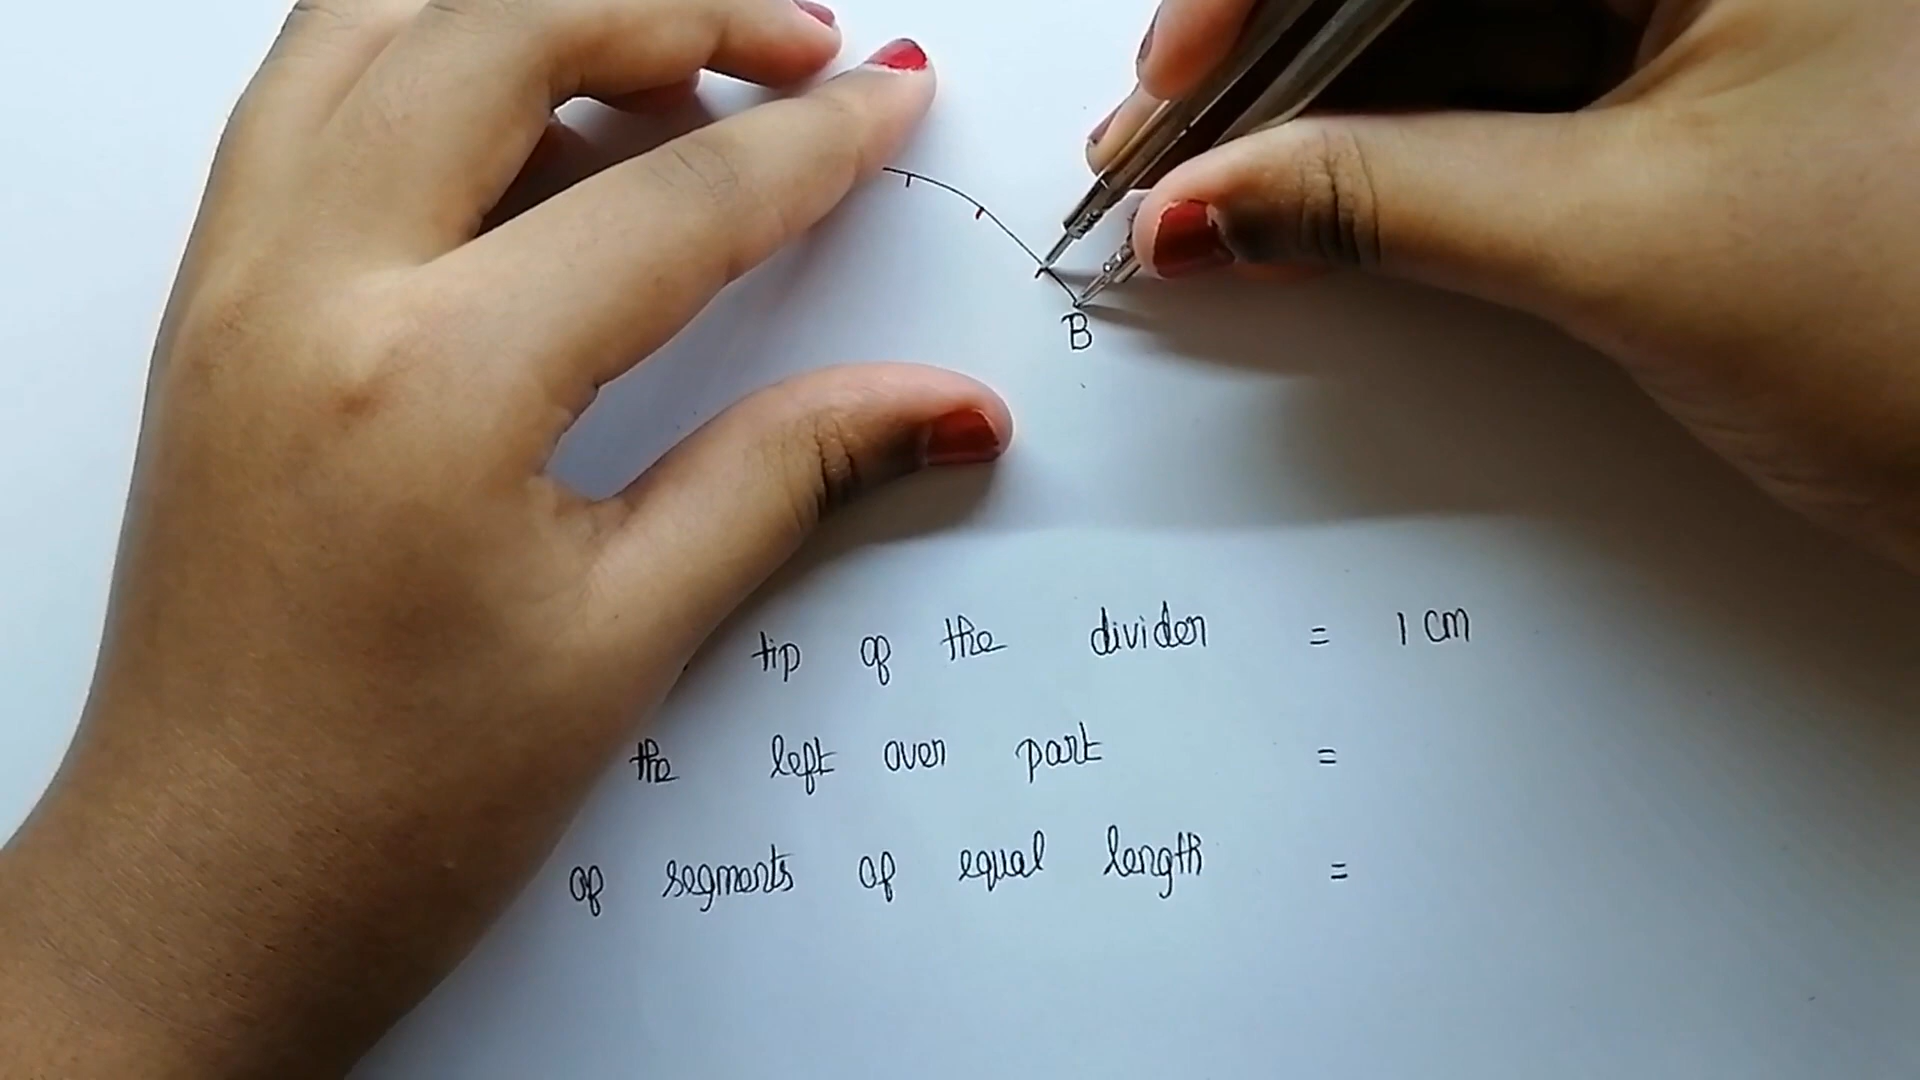 B
tip of the divider = 1 cm
the left over part =
of segments of equal length =